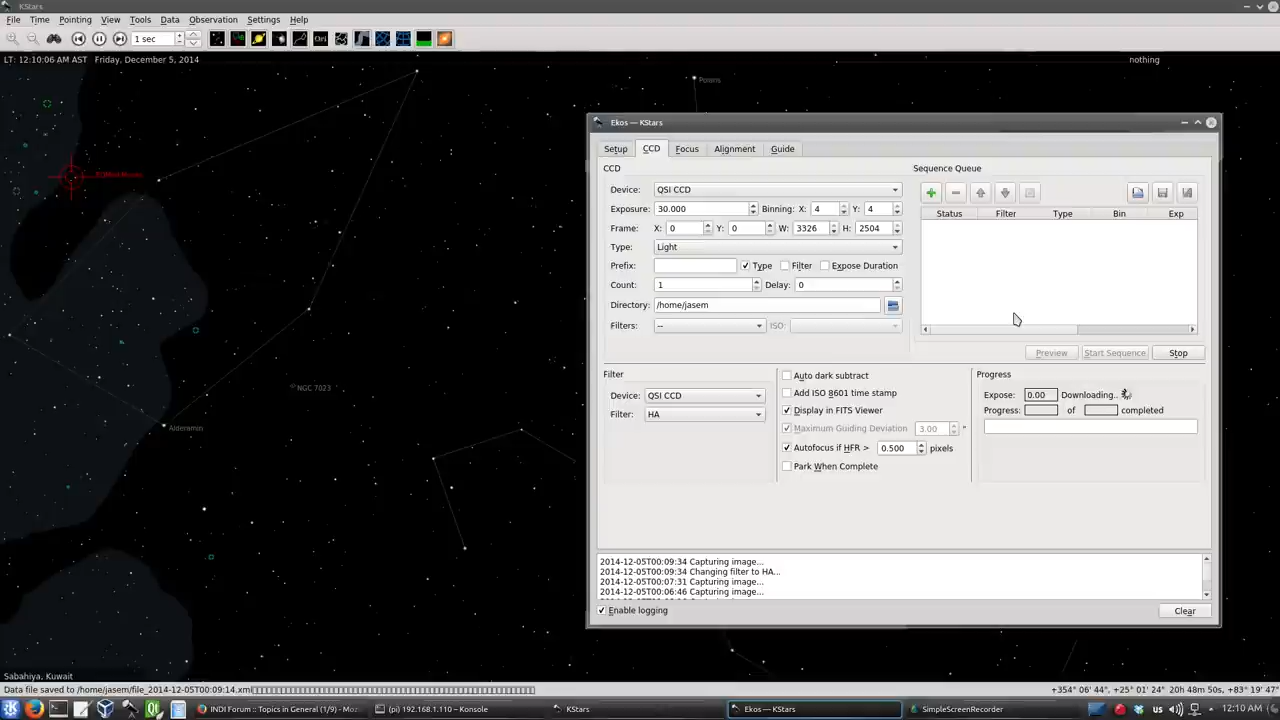 KStars
File Time Pointing View Tools Data Observation Settings Help
1 sec
LT: 12:10:06 AM AST Friday, December 5, 2014
nothing
NGC 7023
Alderamin
Sabahiya, Kuwait
Ekos — KStars
Setup CCD Focus Alignment Guide
CCD
Device: QSI CCD
Exposure: 30.000 Binning: X: 4 Y: 4
Frame: X: 0 Y: 0 W: 3326 H: 2504
Type: Light
Prefix: Type Filter Expose Duration
Count: 1 Delay: 0
Directory: /home/jasem
Filters: -- ISO:
Sequence Queue
Status Filter Type Bin Exp
Preview Start Sequence Stop
Filter
Device: QSI CCD
Filter: HA
Auto dark subtract
Add ISO 8601 time stamp
Display in FITS Viewer
Maximum Guiding Deviation 3.00 "
Autofocus if HFR > 0.500 pixels
Park When Complete
Progress
Expose: 0.00 Downloading..
Progress: of completed
2014-12-05T00:09:34 Capturing image...
2014-12-05T00:09:34 Changing filter to HA...
2014-12-05T00:07:31 Capturing image...
2014-12-05T00:06:46 Capturing image...
Enable logging
Clear
Data file saved to /home/jasem/file_2014-12-05T00:09:14.xml
+354° 06' 44", +25° 01' 24" 20h 48m 50s, +83° 19' 47"
INDI Forum :: Topics in General (1/9) - Moz
(pi) 192.168.1.110 – Konsole
KStars
Ekos — KStars
SimpleScreenRecorder
us
12:10 AM